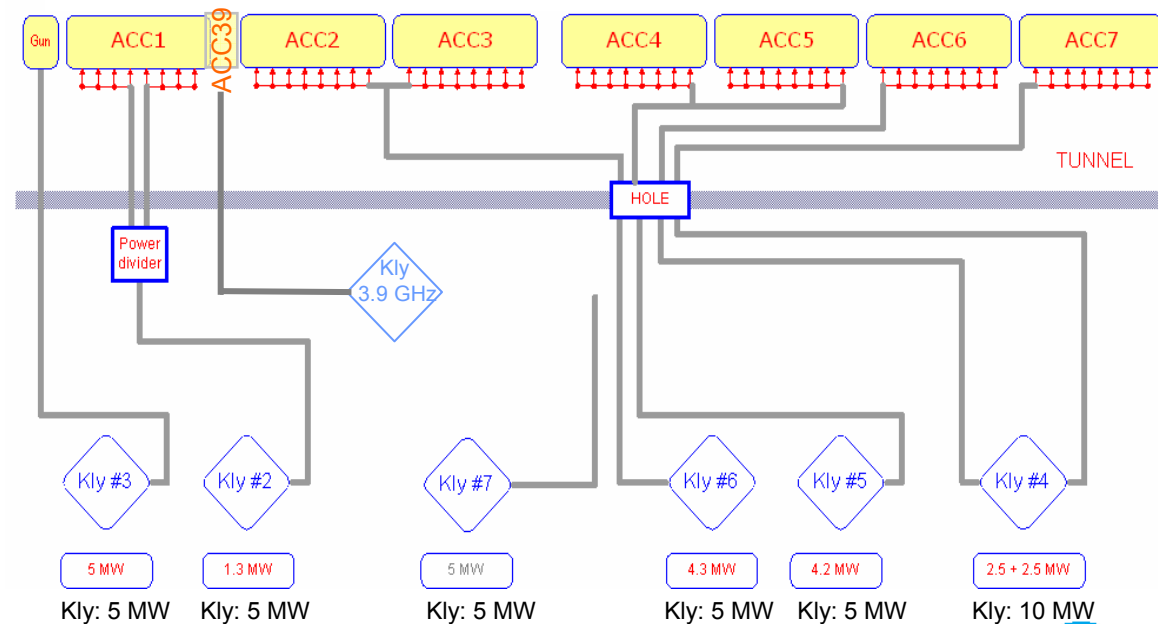 Gun
ACC1
ACC39
ACC2
ACC3
ACC4
ACC5
ACC6
ACC7
TUNNEL
HOLE
Power
divider
Kly
3.9 GHz
Kly #3
Kly #2
Kly #7
Kly #6
Kly #5
Kly #4
5 MW
1.3 MW
5 MW
4.3 MW
4.2 MW
2.5 + 2.5 MW
Kly: 5 MW
Kly: 5 MW
Kly: 5 MW
Kly: 5 MW
Kly: 5 MW
Kly: 10 MW